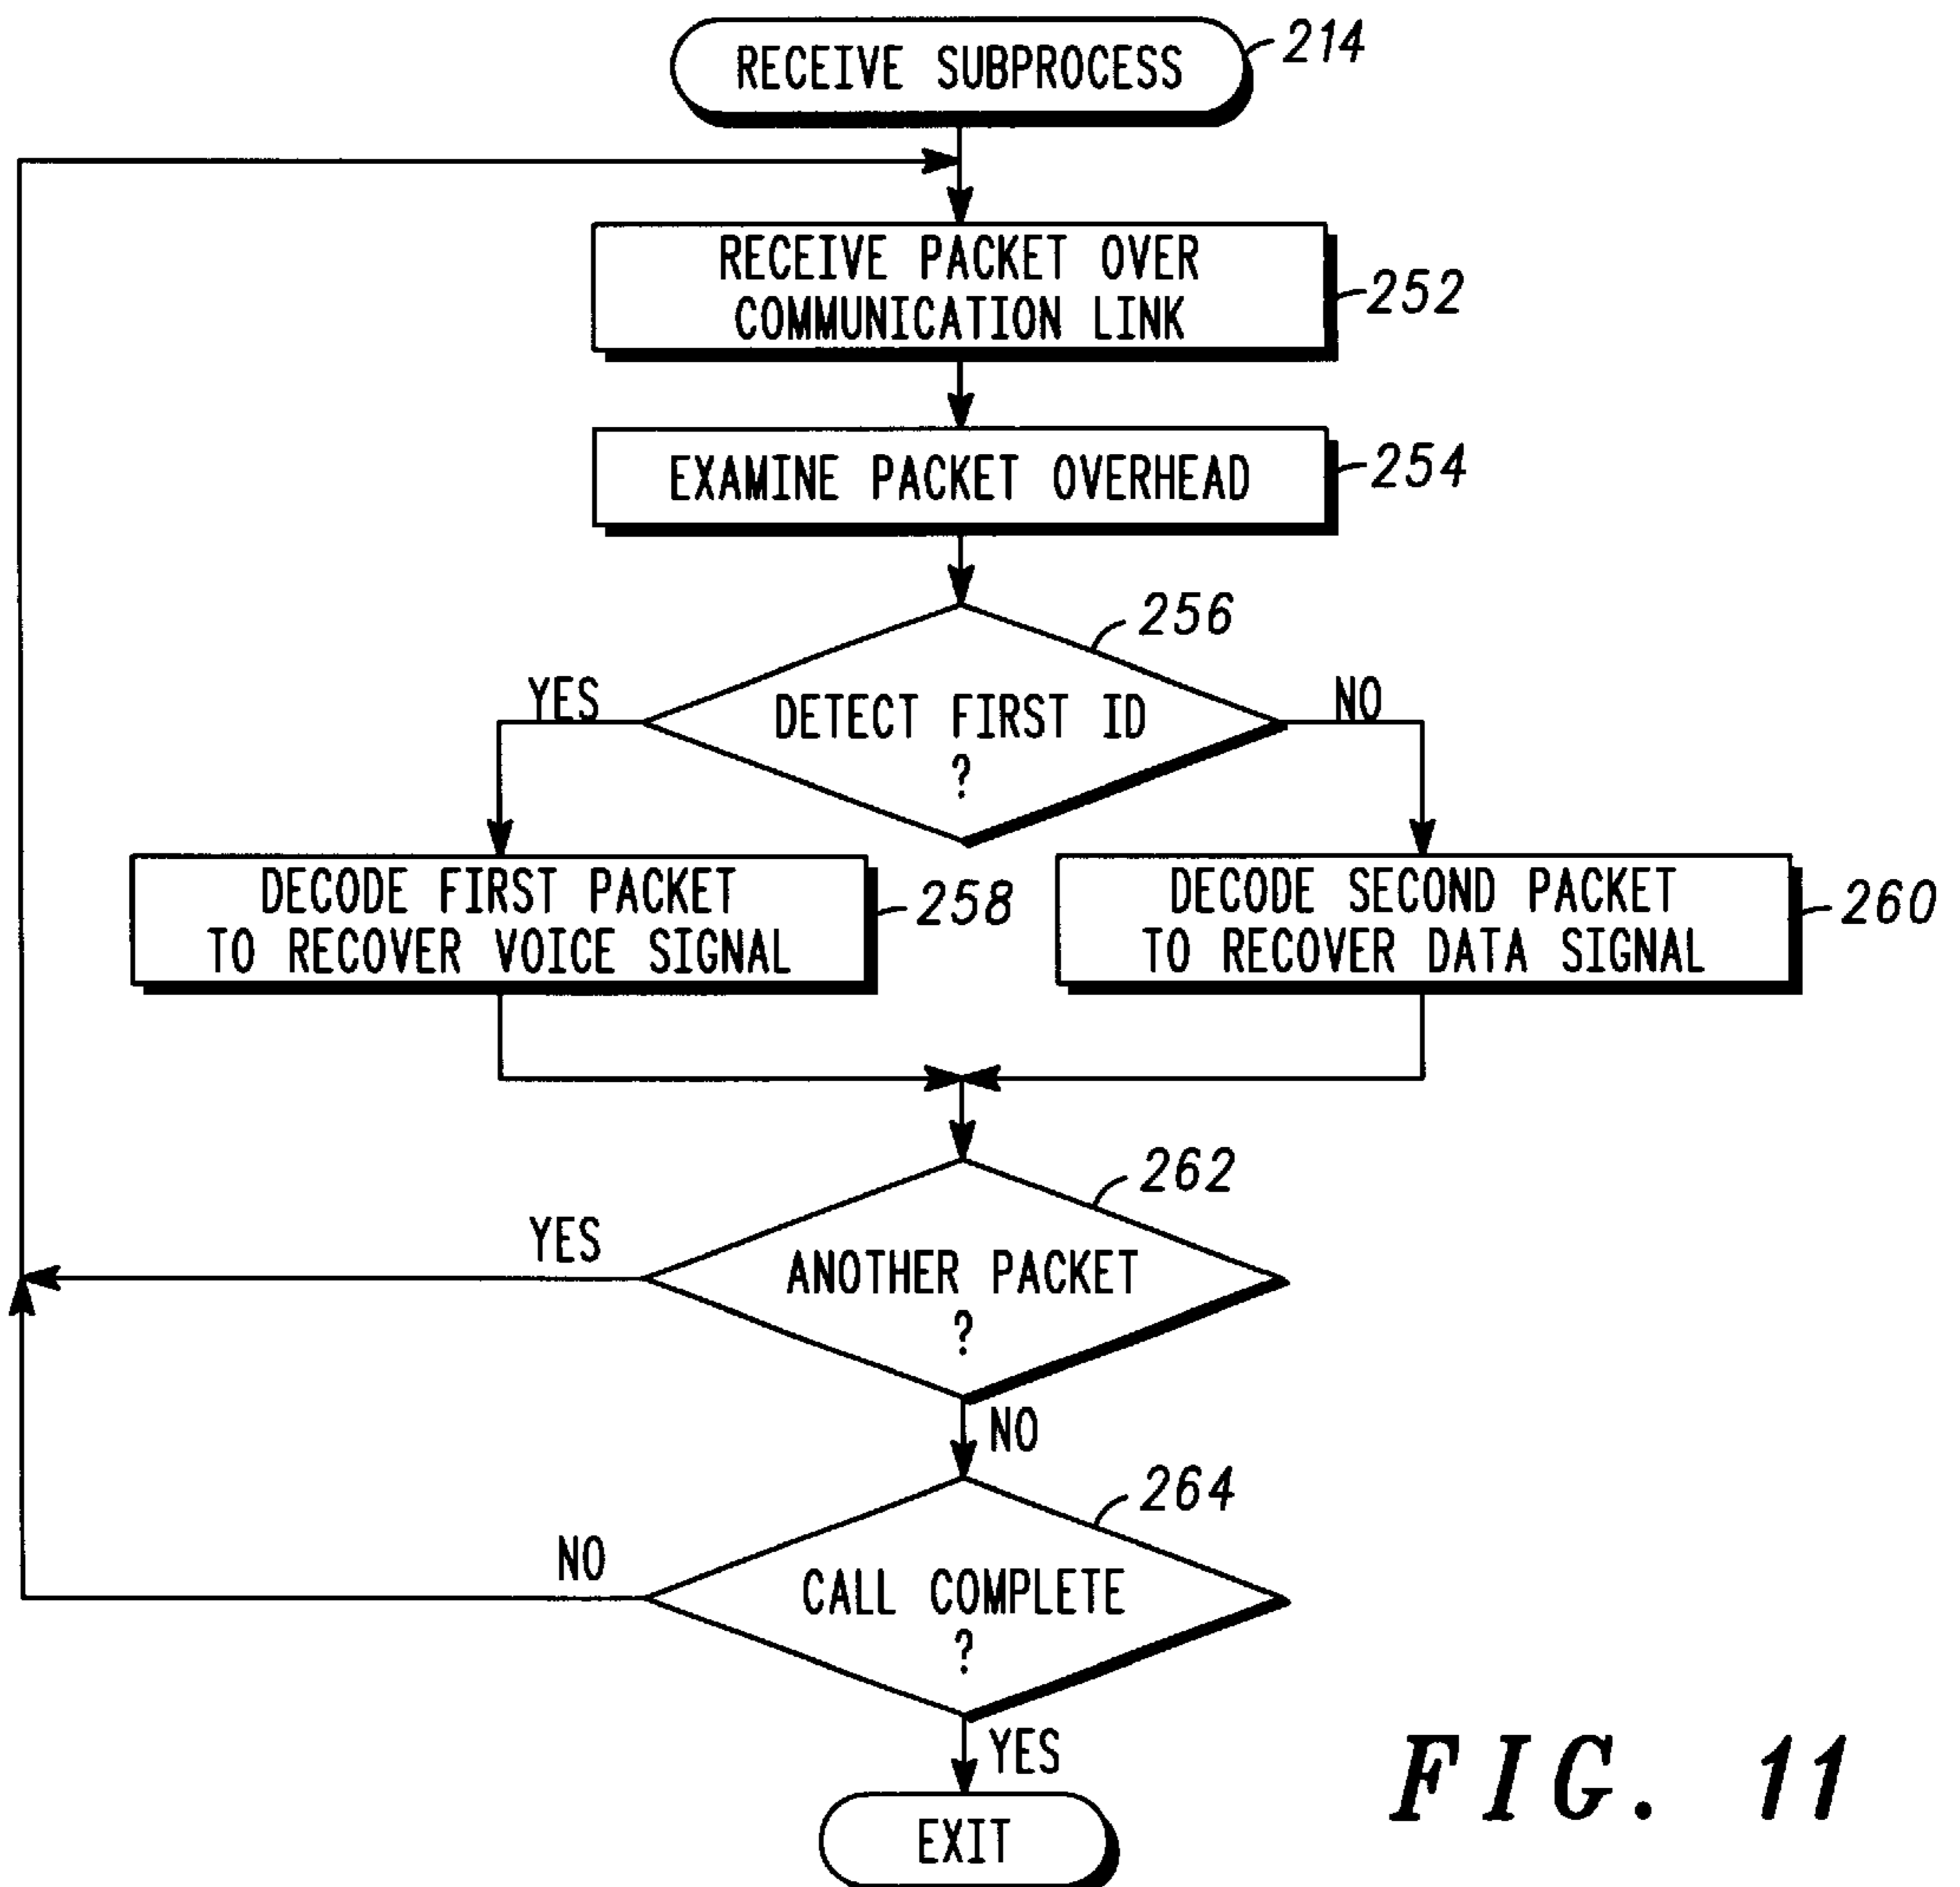 RECEIVE SUBPROCESS
214
RECEIVE PACKET OVER
COMMUNICATION LINK
252
EXAMINE PACKET OVERHEAD
254
256
YES
NO
DETECT FIRST ID
?
DECODE FIRST PACKET
TO RECOVER VOICE SIGNAL
258
DECODE SECOND PACKET
TO RECOVER DATA SIGNAL
260
262
YES
ANOTHER PACKET
?
NO
264
NO
CALL COMPLETE
?
YES
EXIT
FIG. 11